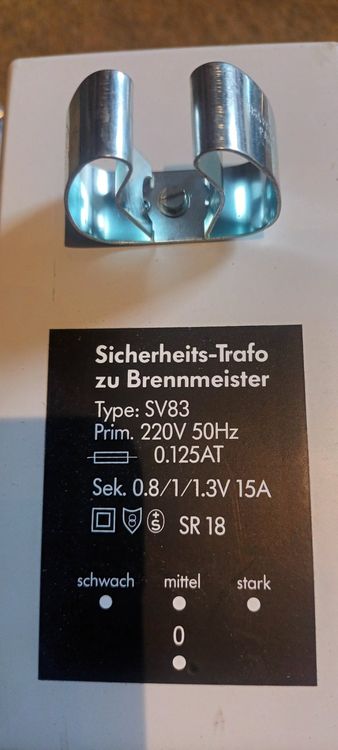 Sicherheits-Trafo
zu Brennmeister
Type: SV83
Prim. 220V 50Hz
0.125AT
Sek. 0.8/1/1.3V 15A
8 +S SR 18
schwach mittel stark
0